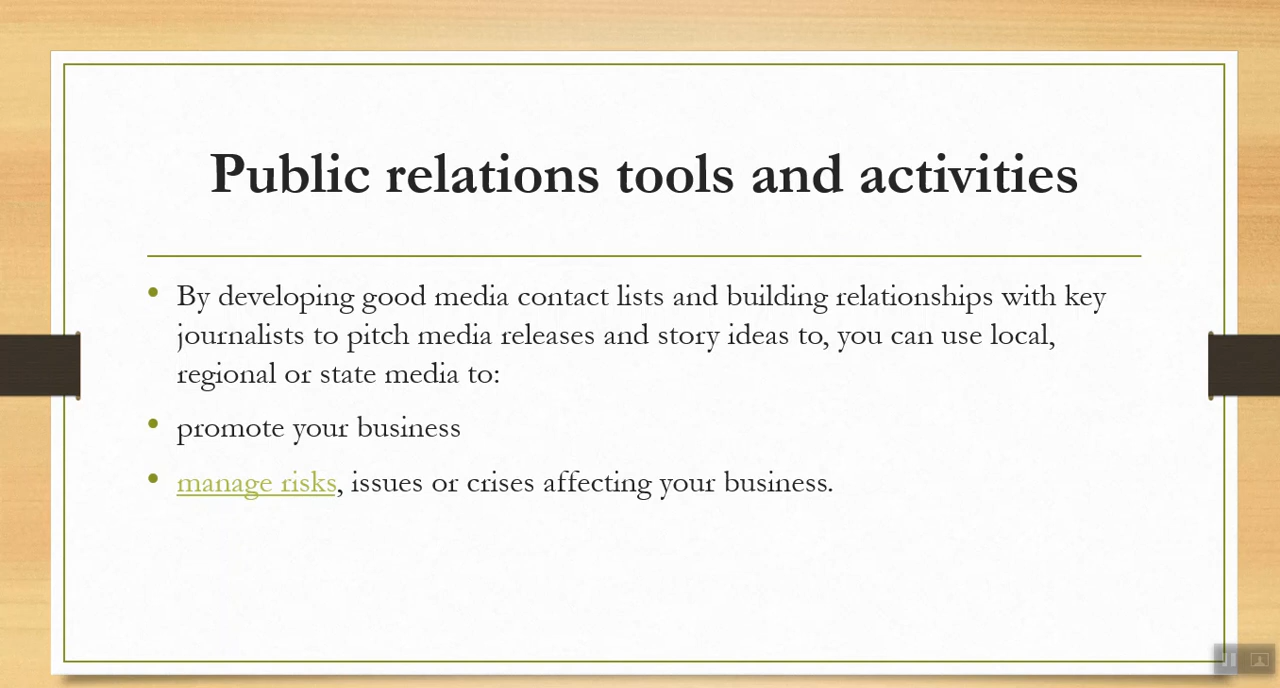 Public relations tools and activities
• By developing good media contact lists and building relationships with key
journalists to pitch media releases and story ideas to, you can use local,
regional or state media to:
• promote your business
• manage risks, issues or crises affecting your business.